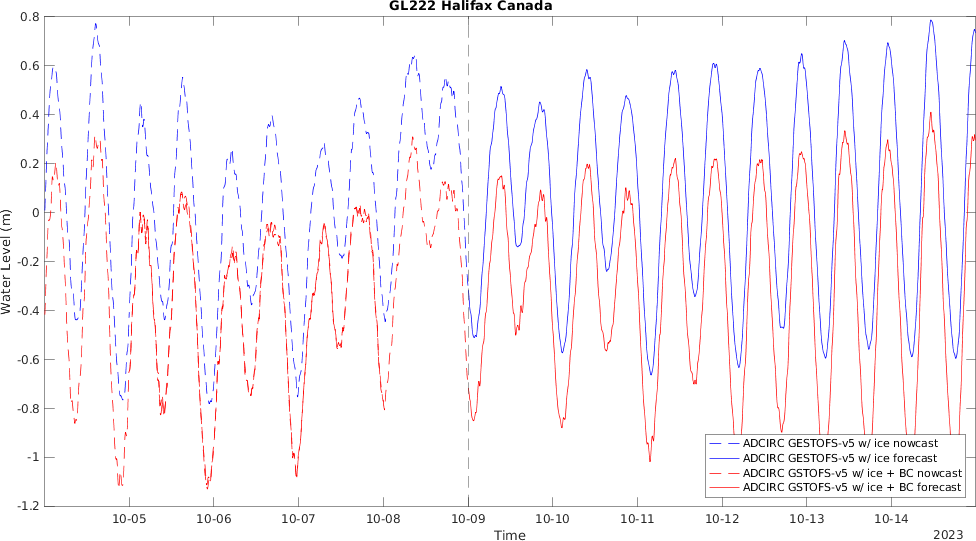 GL222 Halifax Canada
0.8
0.6
0.4
0.2
0
-0.2
-0.4
-0.6
-0.8
-1
-1.2
Water Level (m)
10-05 10-06 10-07 10-08 10-09 10-10 10-11 10-12 10-13 10-14
Time
2023
ADCIRC GESTOFS-v5 w/ ice nowcast
ADCIRC GESTOFS-v5 w/ ice forecast
ADCIRC GSTOFS-v5 w/ ice + BC nowcast
ADCIRC GSTOFS-v5 w/ ice + BC forecast